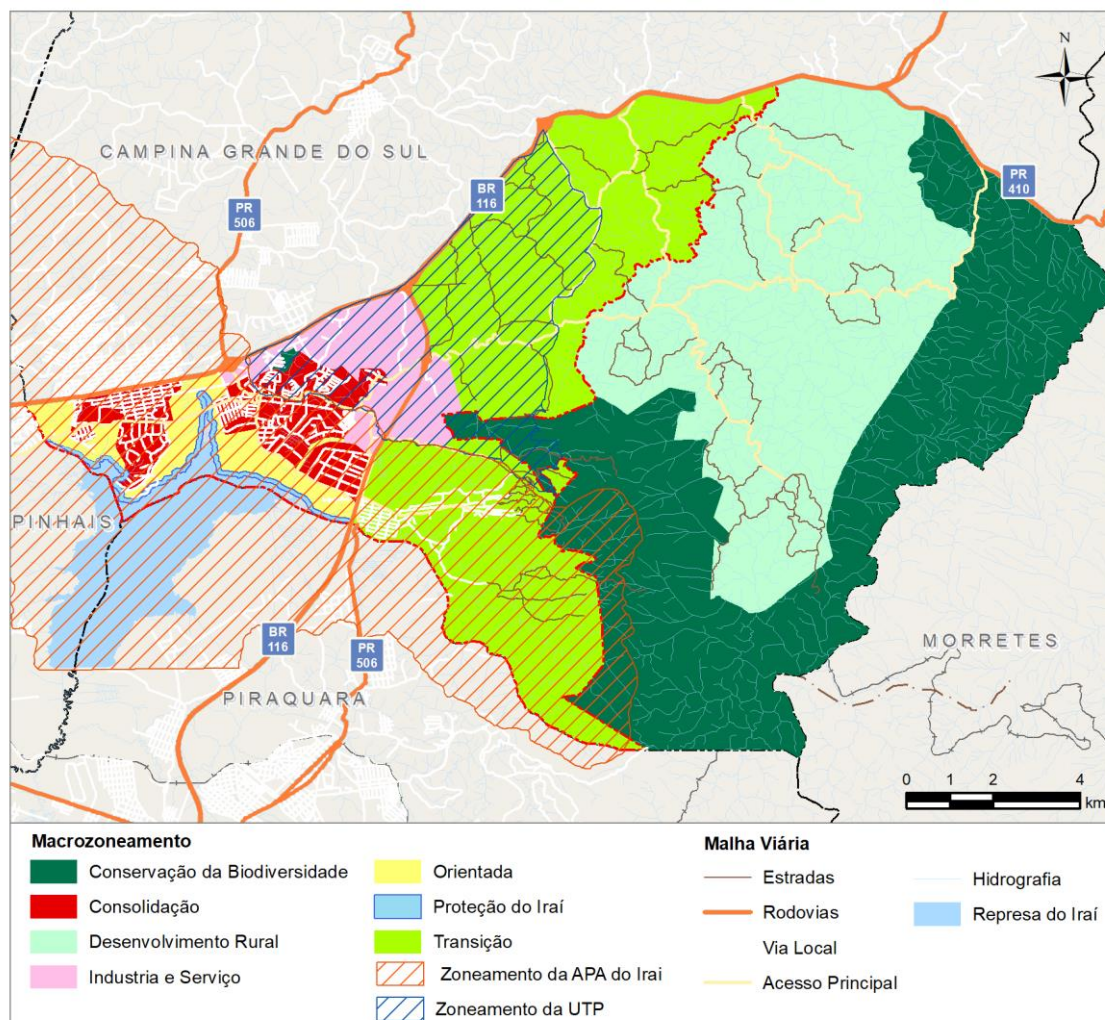 N
CAMPINA GRANDE DO SUL
PR
506
BR
116
PR
410
PINHAIS
BR
116
PR
506
PIRAQUARA
MORRETES
0 1 2 4
km
Macrozoneamento
Conservação da Biodiversidade
Consolidação
Desenvolvimento Rural
Industria e Serviço
Orientada
Proteção do Iraí
Transição
Zoneamento da APA do Irai
Zoneamento da UTP
Malha Viária
Estradas
Rodovias
Via Local
Acesso Principal
Hidrografia
Represa do Iraí